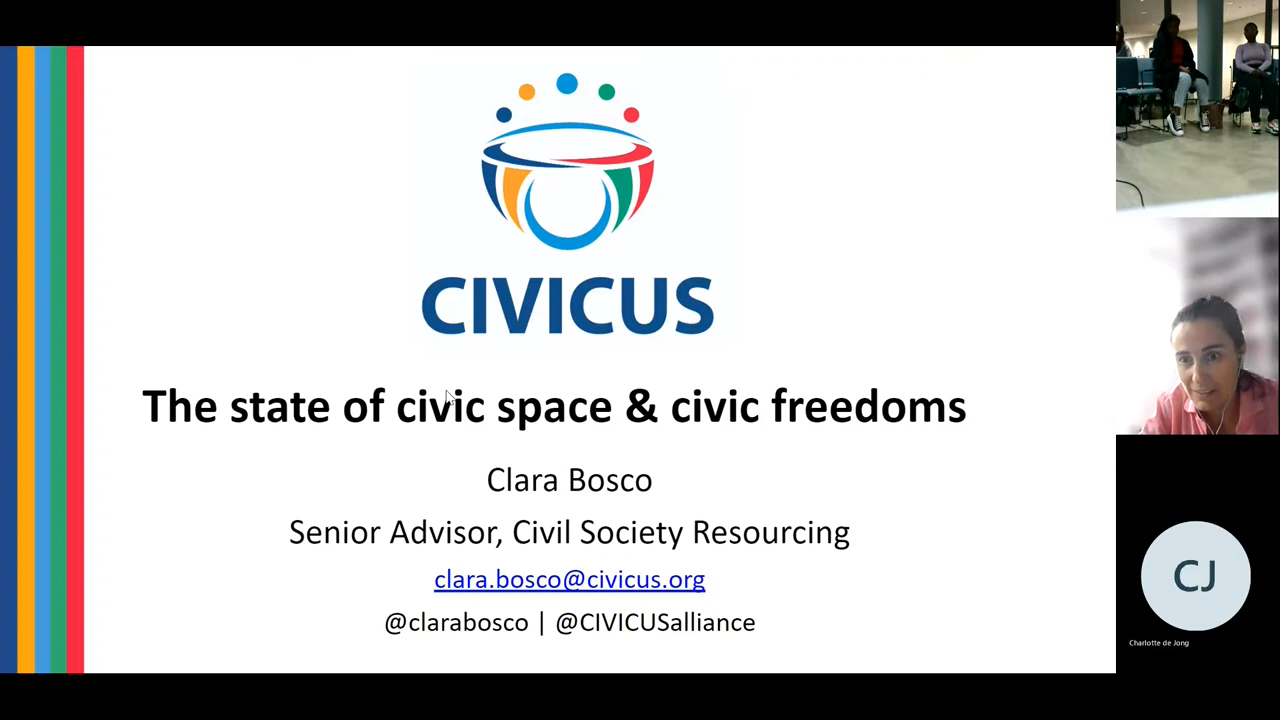 CIVICUS
The state of civic space & civic freedoms
Clara Bosco
Senior Advisor, Civil Society Resourcing
clara.bosco@civicus.org
@clarabosco | @CIVICUSalliance
CJ
Charlotte de Jong